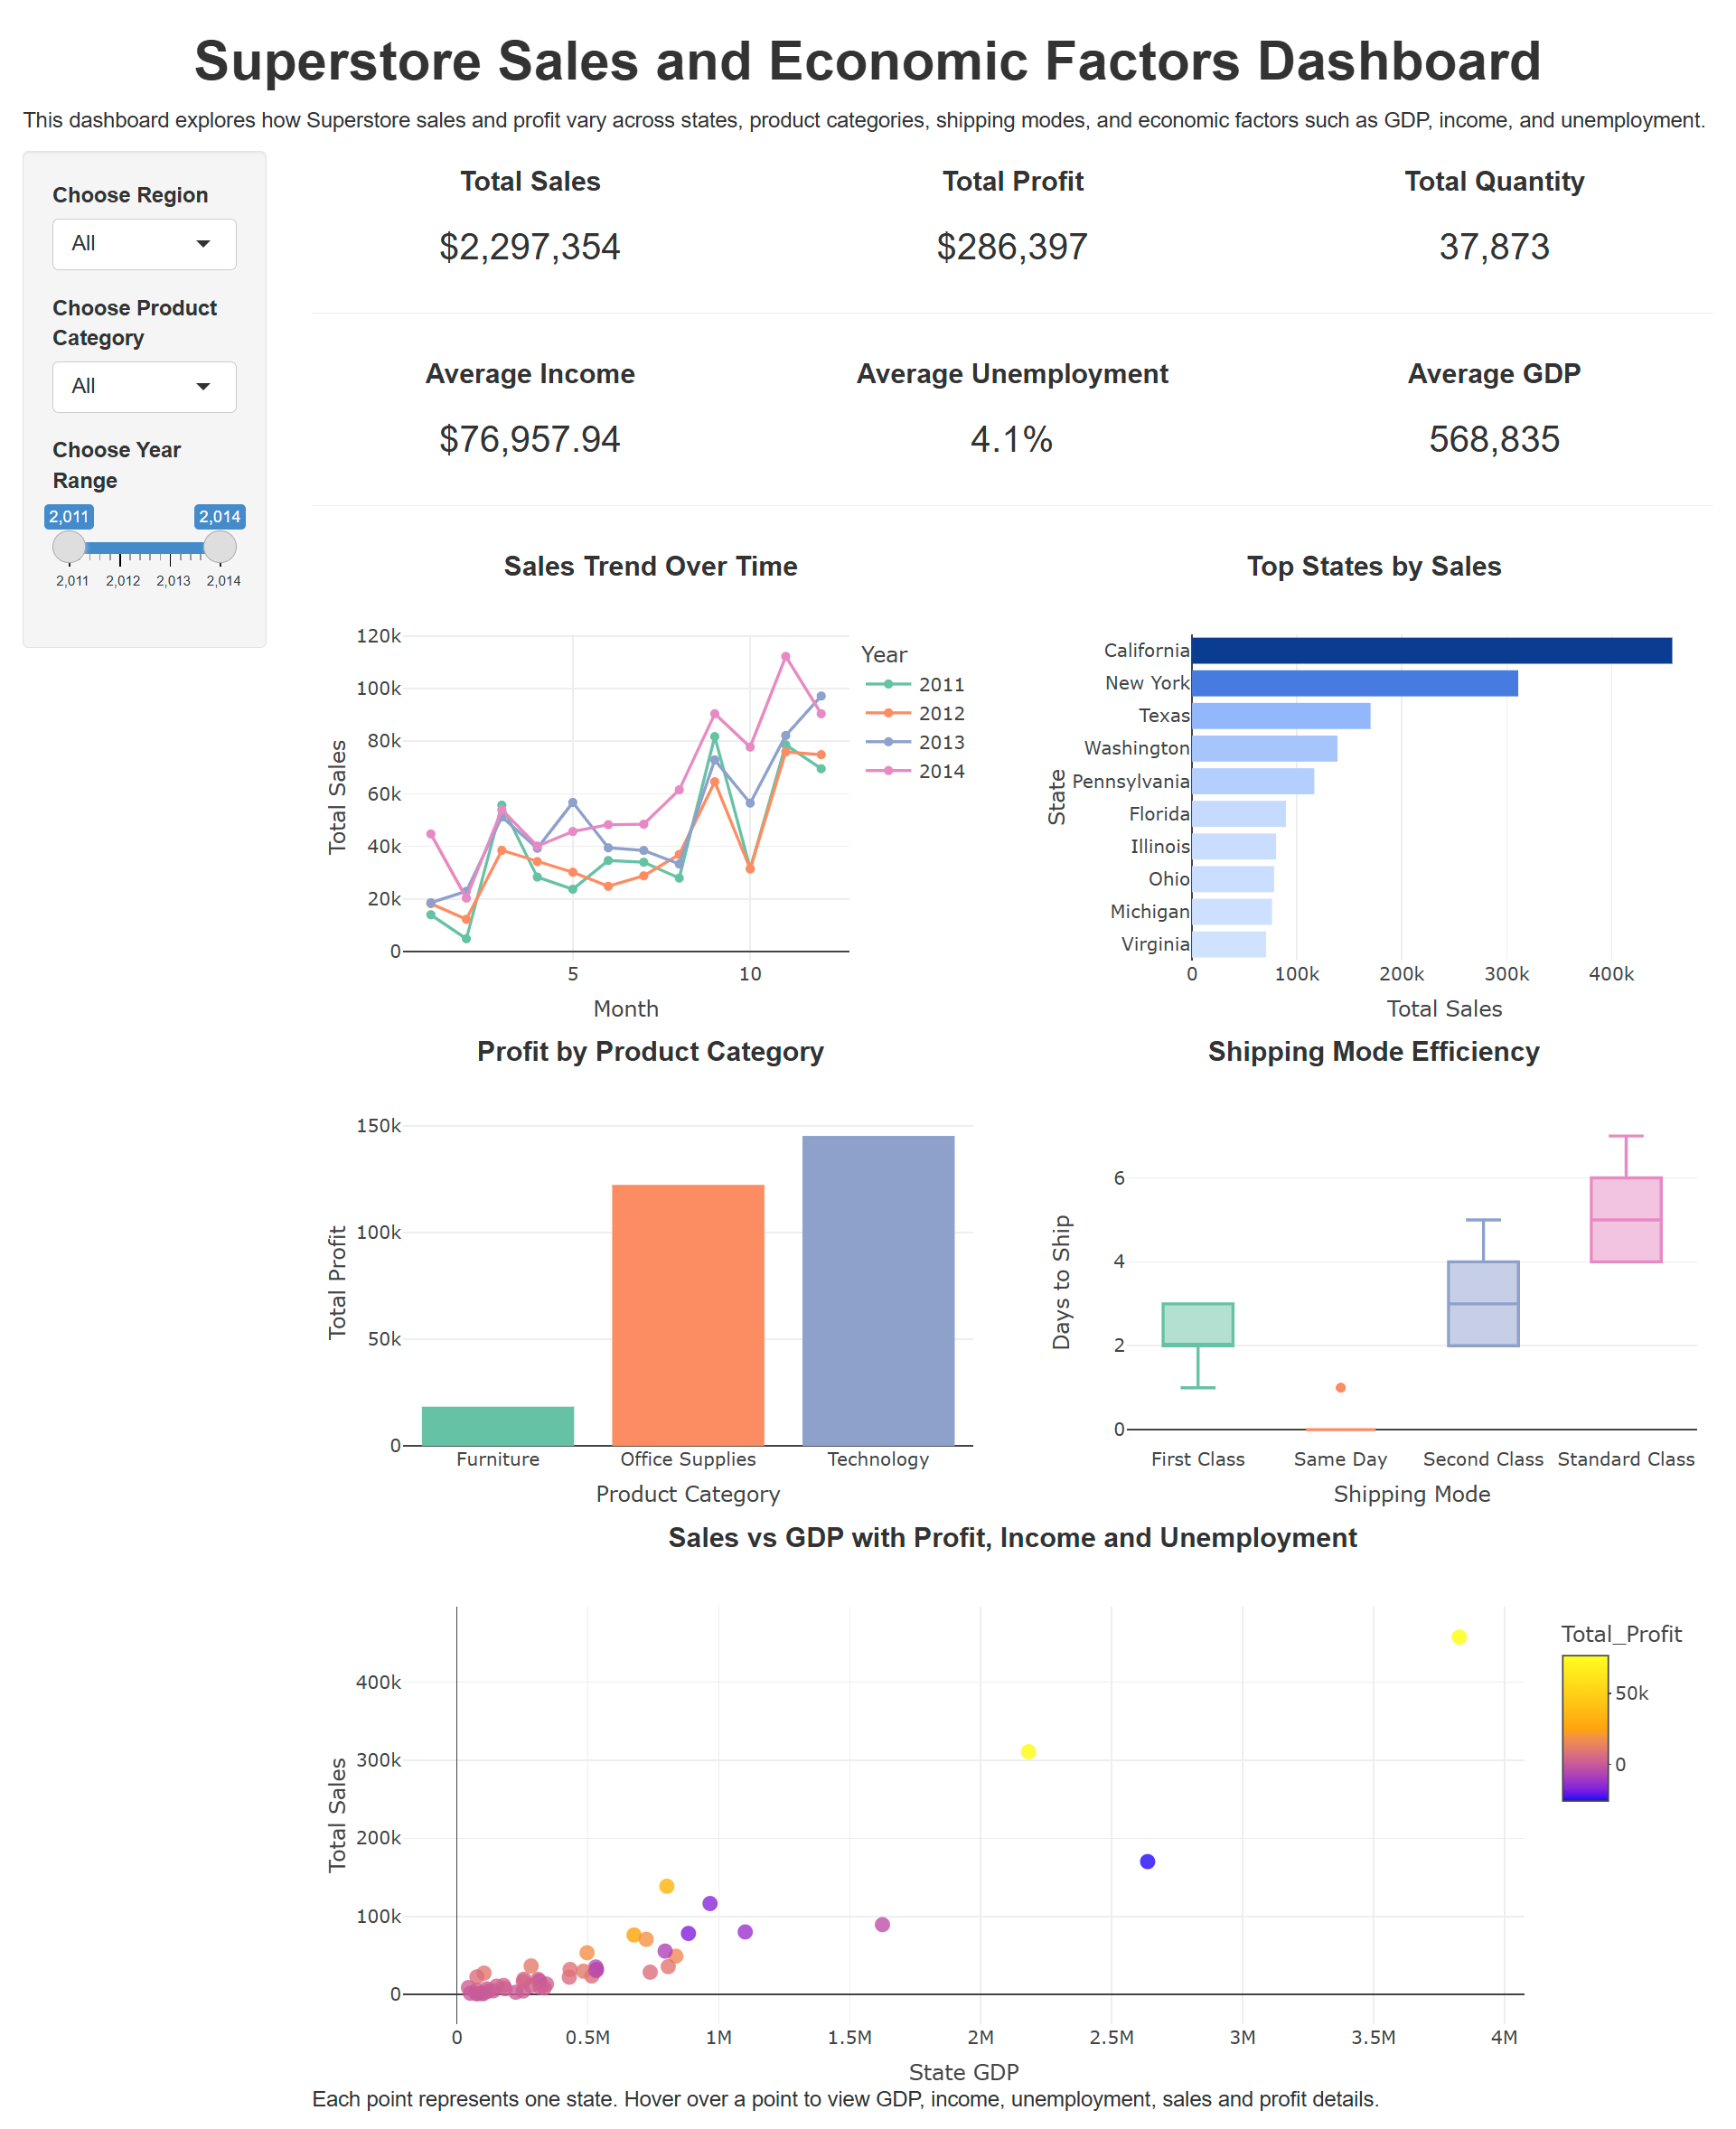 Superstore Sales and Economic Factors Dashboard
This dashboard explores how Superstore sales and profit vary across states, product categories, shipping modes, and economic factors such as GDP, income, and unemployment.
Choose Region
All
Choose Product
Category
All
Choose Year
Range
2,011 2,014
2,011 2,012 2,013 2,014
Total Sales
$2,297,354
Total Profit
$286,397
Total Quantity
37,873
Average Income
$76,957.94
Average Unemployment
4.1%
Average GDP
568,835
Sales Trend Over Time
Total Sales
120k
100k
80k
60k
40k
20k
0
5 10
Month
Year
2011
2012
2013
2014
Top States by Sales
State
California
New York
Texas
Washington
Pennsylvania
Florida
Illinois
Ohio
Michigan
Virginia
0 100k 200k 300k 400k
Total Sales
Profit by Product Category
Total Profit
150k
100k
50k
0
Furniture Office Supplies Technology
Product Category
Shipping Mode Efficiency
Days to Ship
6
4
2
0
First Class Same Day Second Class Standard Class
Shipping Mode
Sales vs GDP with Profit, Income and Unemployment
Total Sales
400k
300k
200k
100k
0
0 0.5M 1M 1.5M 2M 2.5M 3M 3.5M 4M
State GDP
Total_Profit
50k
0
Each point represents one state. Hover over a point to view GDP, income, unemployment, sales and profit details.